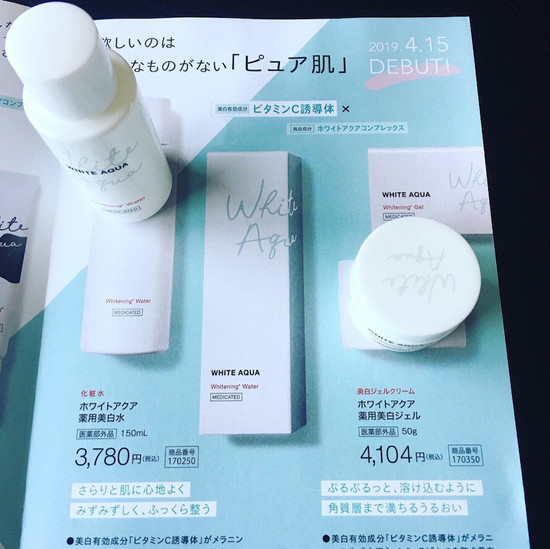 欲しいのは
なものがない「ピュア肌」
2019.4.15
DEBUT!
美白有効成分 ビタミンC誘導体 ×
独自成分 ホワイトアクアコンプレックス
White
Aqua
WHITE AQUA
MEDICATED
Whitening* Water
MEDICATED
White
Aqu
WHITE AQUA
Whitening* Water
MEDICATED
WHITE AQUA
Whitening* Gel
MEDICATED
White
Aqua
WHITE AQUA
化粧水
ホワイトアクア
薬用美白水
医薬部外品 150mL
3,780円(税込) 商品番号 170250
さらりと肌に心地よく
みずみずしく、ふっくら整う
●美白有効成分「ビタミンC誘導体」がメラニン
美白ジェルクリーム
ホワイトアクア
薬用美白ジェル
医薬部外品 50g
4,104円(税込) 商品番号 170350
ぷるぷるっと、溶け込むように
角質層まで満ちるうるおい
●美白有効成分「ビタミンC誘導体」がメラニ